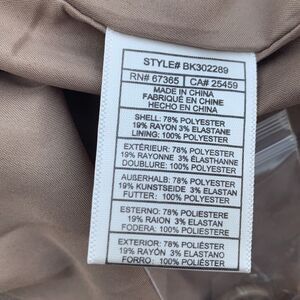 STYLE# BK302289
RN# 67365 CA# 25459
MADE IN CHINA
FABRIQUÉ EN CHINE
HECHO EN CHINA
SHELL: 78% POLYESTER
19% RAYON 3% ELASTANE
LINING: 100% POLYESTER
EXTÉRIEUR: 78% POLYESTER
19% RAYONNE 3% ÉLASTHANNE
DOUBLURE: 100% POLYESTER
AUßERHALB: 78% POLYESTER
19% KUNSTSEIDE 3% ELASTAN
FUTTER: 100% POLYESTER
ESTERNO: 78% POLIESTERE
19% RAION 3% ELASTAN
FODERA: 100% POLIESTERE
EXTERIOR: 78% POLIÉSTER
19% RAYÓN 3% ELASTANO
FORRO: 100% POLIÉSTER